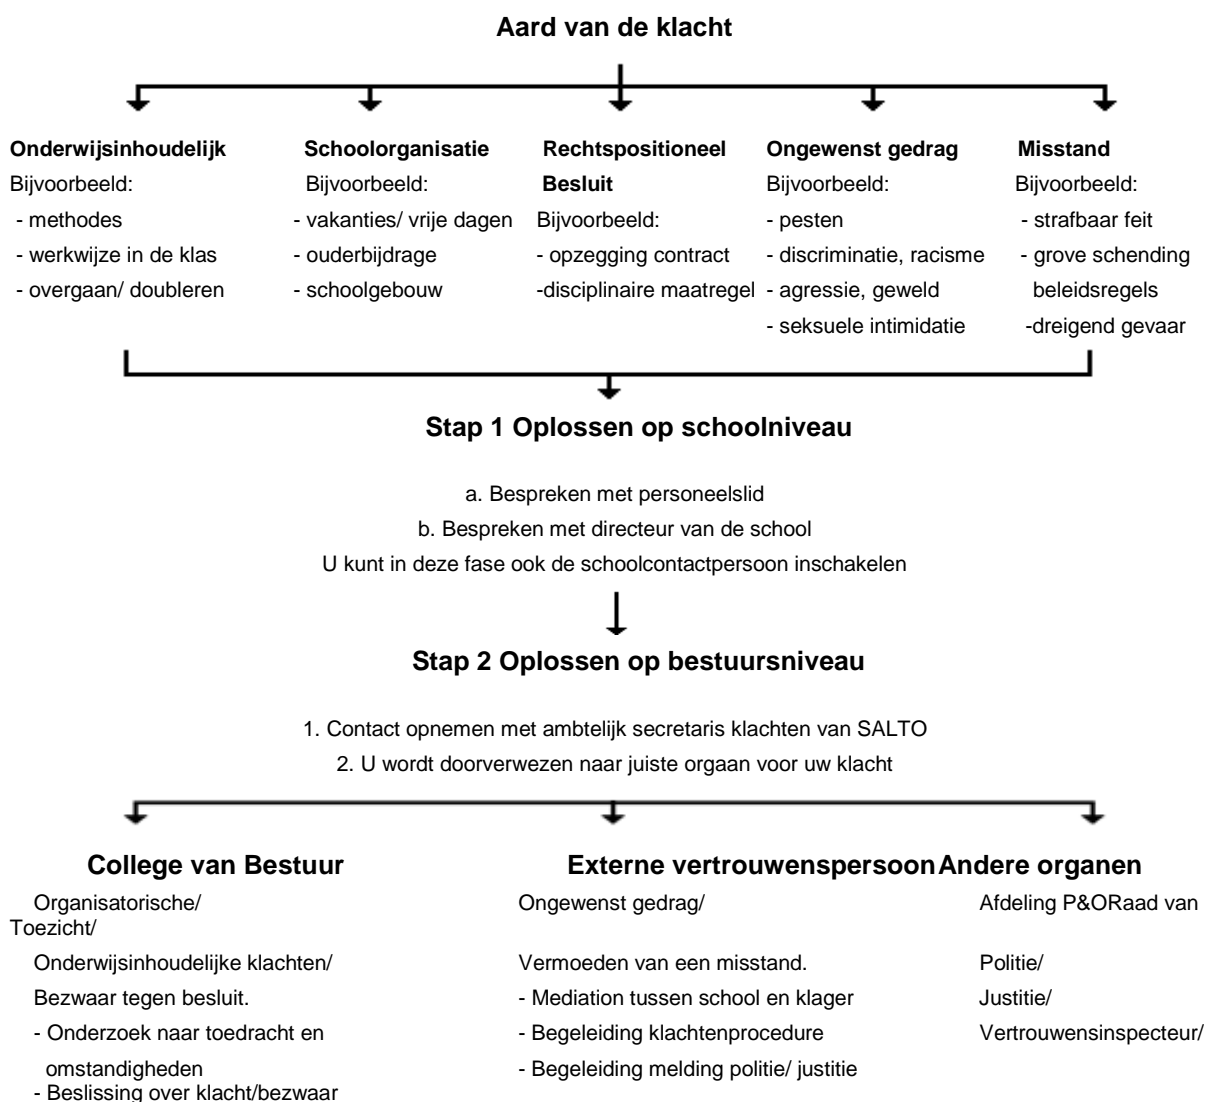 Aard van de klacht
Onderwijsinhoudelijk
Bijvoorbeeld:
- methodes
- werkwijze in de klas
- overgaan/ doubleren
Schoolorganisatie
Bijvoorbeeld:
- vakanties/ vrije dagen
- ouderbijdrage
- schoolgebouw
Rechtspositioneel
Besluit
Bijvoorbeeld:
- opzegging contract
-disciplinaire maatregel
Ongewenst gedrag
Bijvoorbeeld:
- pesten
- discriminatie, racisme
- agressie, geweld
- seksuele intimidatie
Misstand
Bijvoorbeeld:
- strafbaar feit
- grove schending
beleidsregels
-dreigend gevaar
Stap 1 Oplossen op schoolniveau
a. Bespreken met personeelslid
b. Bespreken met directeur van de school
U kunt in deze fase ook de schoolcontactpersoon inschakelen
Stap 2 Oplossen op bestuursniveau
1. Contact opnemen met ambtelijk secretaris klachten van SALTO
2. U wordt doorverwezen naar juiste orgaan voor uw klacht
College van Bestuur
Organisatorische/
Toezicht/
Onderwijsinhoudelijke klachten/
Bezwaar tegen besluit.
- Onderzoek naar toedracht en
omstandigheden
- Beslissing over klacht/bezwaar
Externe vertrouwenspersoon
Ongewenst gedrag/
Vermoeden van een misstand.
- Mediation tussen school en klager
- Begeleiding klachtenprocedure
- Begeleiding melding politie/ justitie
Andere organen
Afdeling P&ORaad van
Politie/
Justitie/
Vertrouwensinspecteur/